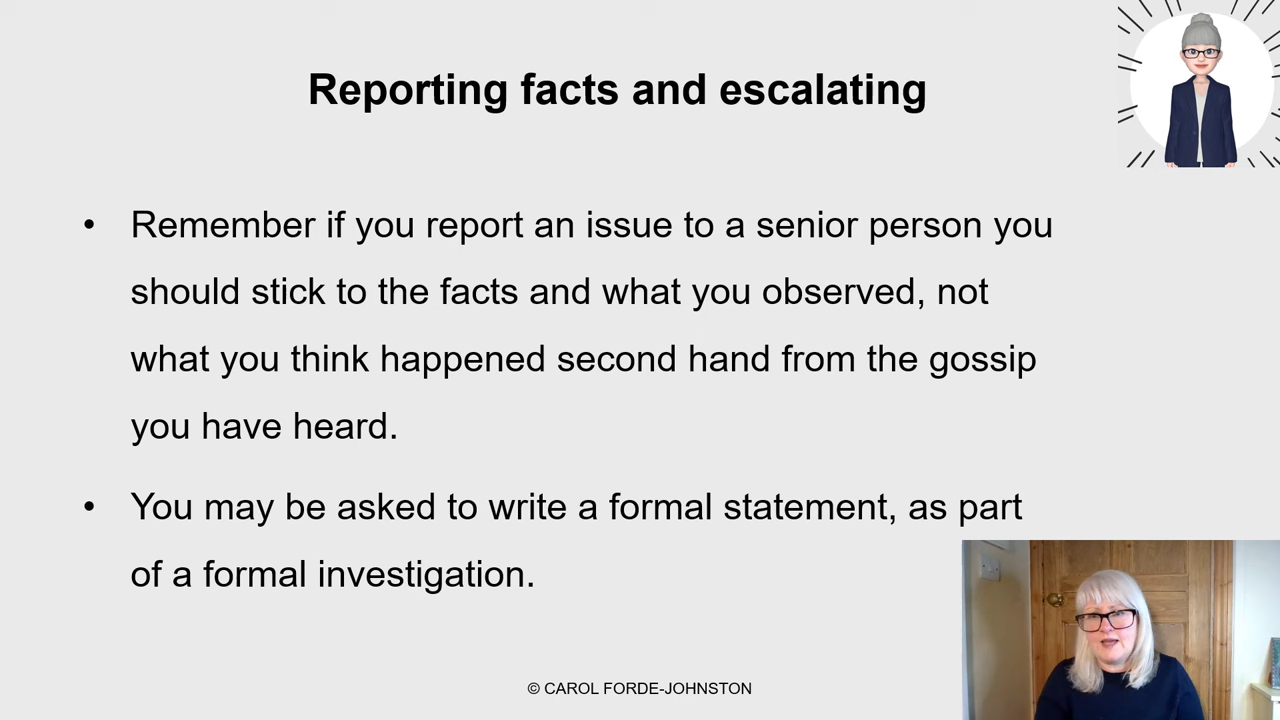 Reporting facts and escalating
• Remember if you report an issue to a senior person you
should stick to the facts and what you observed, not
what you think happened second hand from the gossip
you have heard.
• You may be asked to write a formal statement, as part
of a formal investigation.
© CAROL FORDE-JOHNSTON